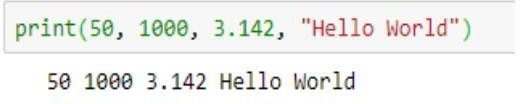 print(50, 1000, 3.142, "Hello World")
50 1000 3.142 Hello World